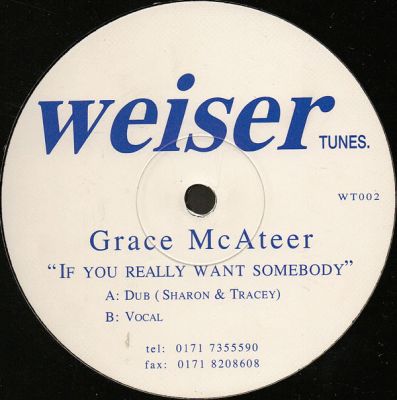 weiser TUNES.
WT002
Grace McAteer
"IF YOU REALLY WANT SOMEBODY"
A: DUB ( SHARON & TRACEY)
B: VOCAL
tel: 0171 7355590
fax: 0171 8208608